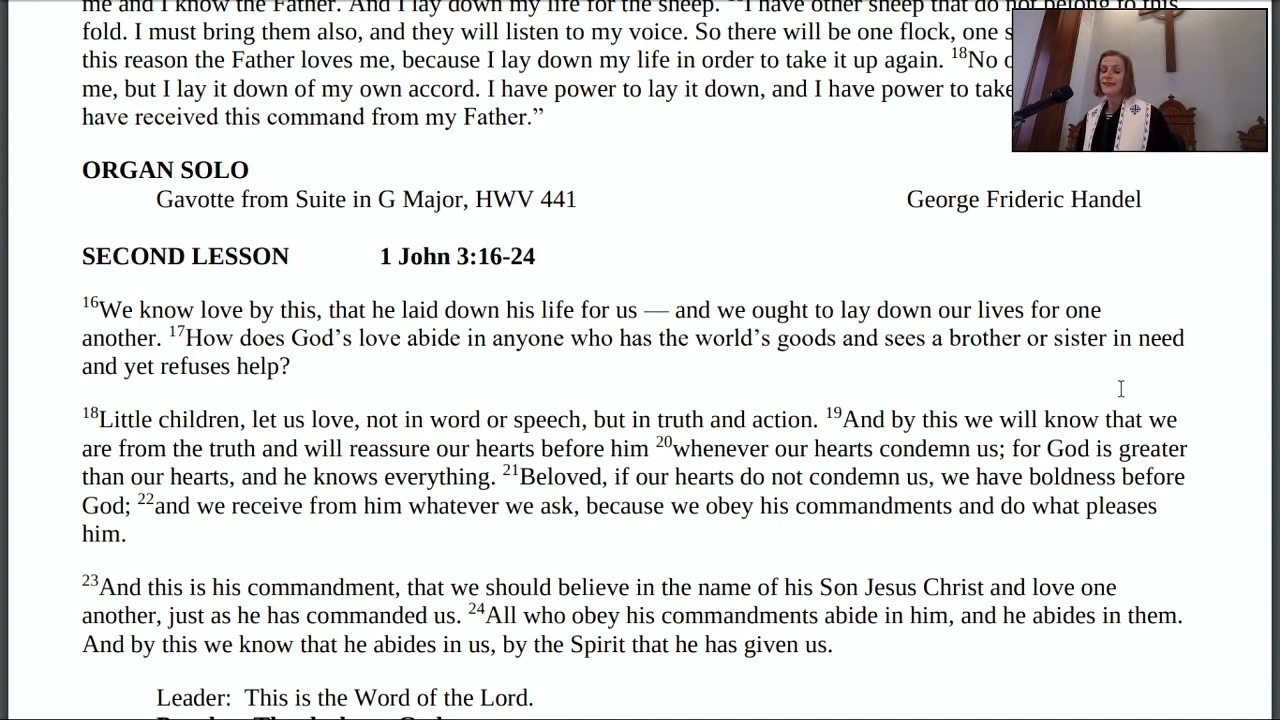 me and I know the Father. And I lay down my life for the sheep. I have other sheep that do not belong to this
fold. I must bring them also, and they will listen to my voice. So there will be one flock, one s
this reason the Father loves me, because I lay down my life in order to take it up again. 18No o
me, but I lay it down of my own accord. I have power to lay it down, and I have power to take
have received this command from my Father.”
ORGAN SOLO
Gavotte from Suite in G Major, HWV 441 George Frideric Handel
SECOND LESSON 1 John 3:16-24
16We know love by this, that he laid down his life for us — and we ought to lay down our lives for one
another. 17How does God’s love abide in anyone who has the world’s goods and sees a brother or sister in need
and yet refuses help?
18Little children, let us love, not in word or speech, but in truth and action. 19And by this we will know that we
are from the truth and will reassure our hearts before him 20whenever our hearts condemn us; for God is greater
than our hearts, and he knows everything. 21Beloved, if our hearts do not condemn us, we have boldness before
God; 22and we receive from him whatever we ask, because we obey his commandments and do what pleases
him.
23And this is his commandment, that we should believe in the name of his Son Jesus Christ and love one
another, just as he has commanded us. 24All who obey his commandments abide in him, and he abides in them.
And by this we know that he abides in us, by the Spirit that he has given us.
Leader: This is the Word of the Lord.